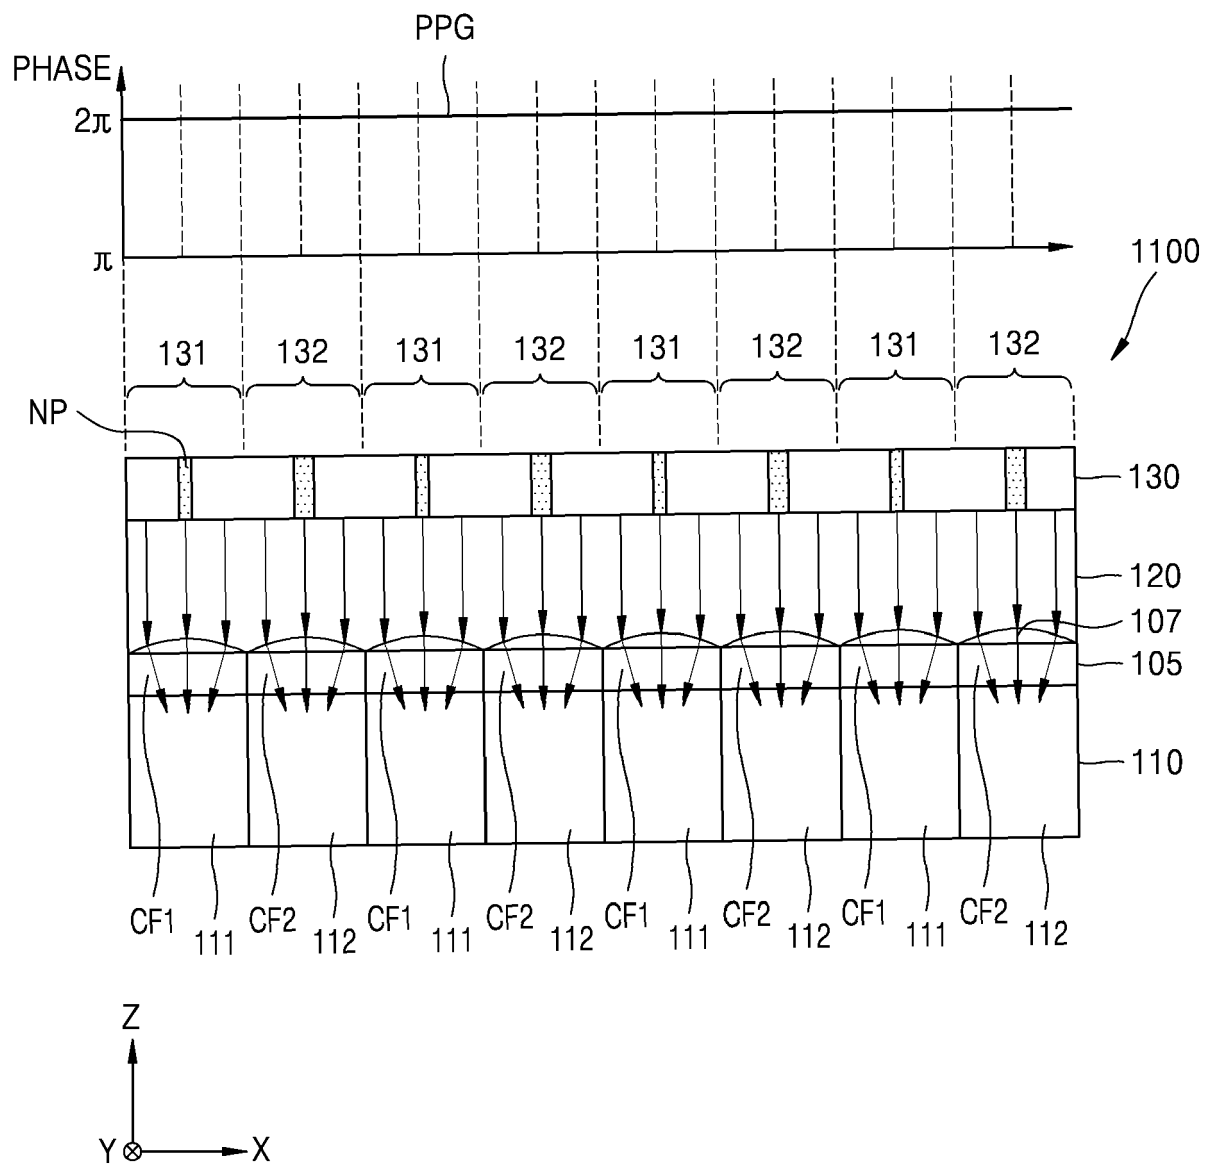 PPG
PHASE
2π
π
1100
131 132 131 132 131 132 131 132
NP
130
120
107
105
110
CF1 111 CF2 112 CF1 111 CF2 112 CF1 111 CF2 112 CF1 111 CF2 112
Z
Y X